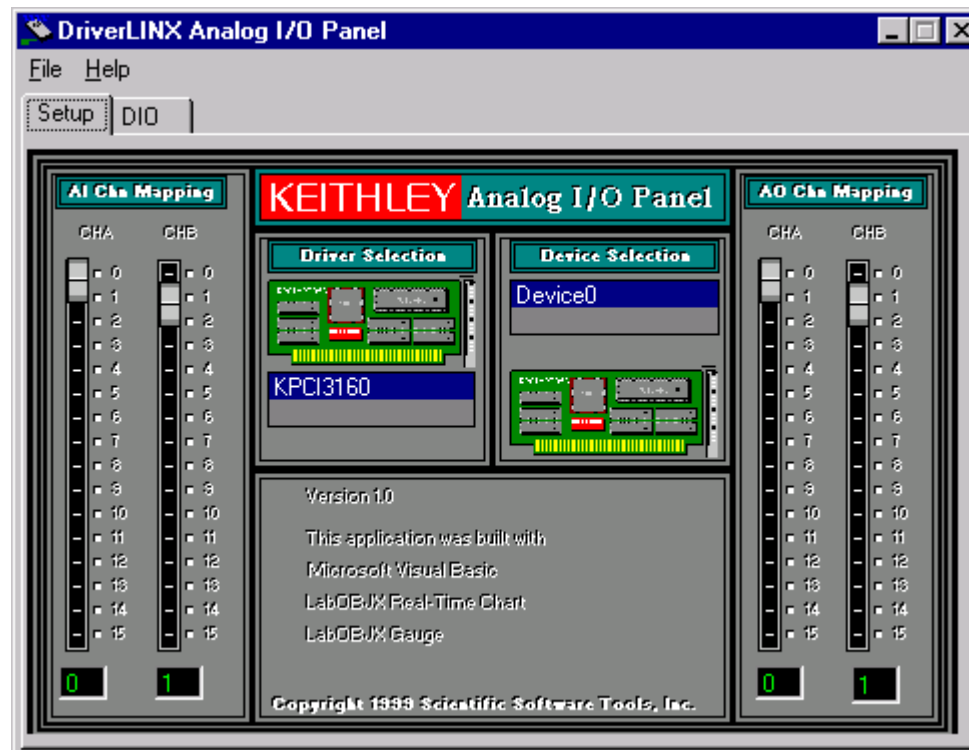 DriverLINX Analog I/O Panel
File Help
Setup DIO
AI Chn Mapping
CHA CHB
0 0
1 1
2 2
3 3
4 4
5 5
6 6
7 7
8 8
9 9
10 10
11 11
12 12
13 13
14 14
15 15
0 1
KEITHLEY Analog I/O Panel
Driver Selection
KPCI3160
Device Selection
Device0
Version 1.0
This application was built with
Microsoft Visual Basic
LabOBJX Real-Time Chart
LabOBJX Gauge
Copyright 1999 Scientific Software Tools, Inc.
AO Chn Mapping
CHA CHB
0 0
1 1
2 2
3 3
4 4
5 5
6 6
7 7
8 8
9 9
10 10
11 11
12 12
13 13
14 14
15 15
0 1